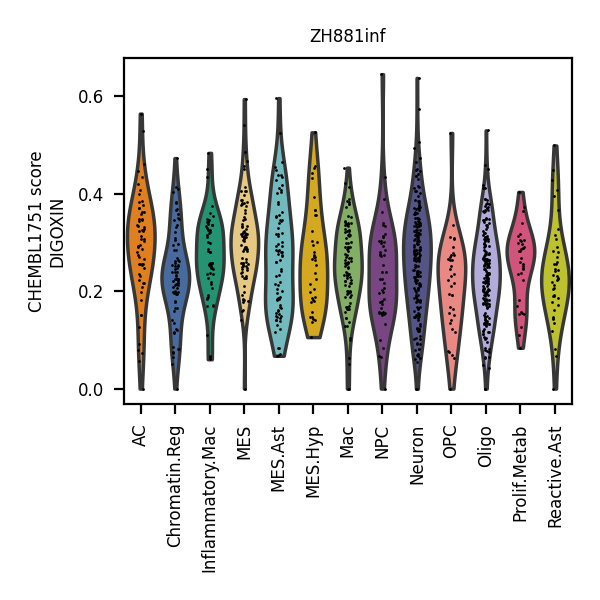 ZH881inf
CHEMBL1751 score
DIGOXIN
0.6
0.4
0.2
0.0
AC
Chromatin.Reg
Inflammatory.Mac
MES
MES.Ast
MES.Hyp
Mac
NPC
Neuron
OPC
Oligo
Prolif.Metab
Reactive.Ast